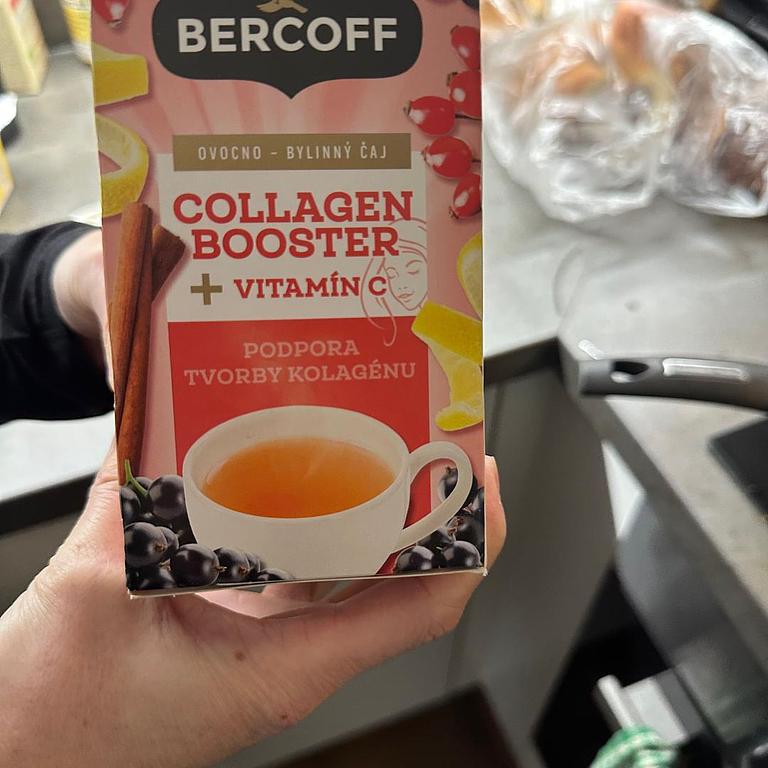 BERCOFF
OVOCNO - BYLINNÝ ČAJ
COLLAGEN
BOOSTER
+ VITAMÍN C
PODPORA
TVORBY KOLAGÉNU